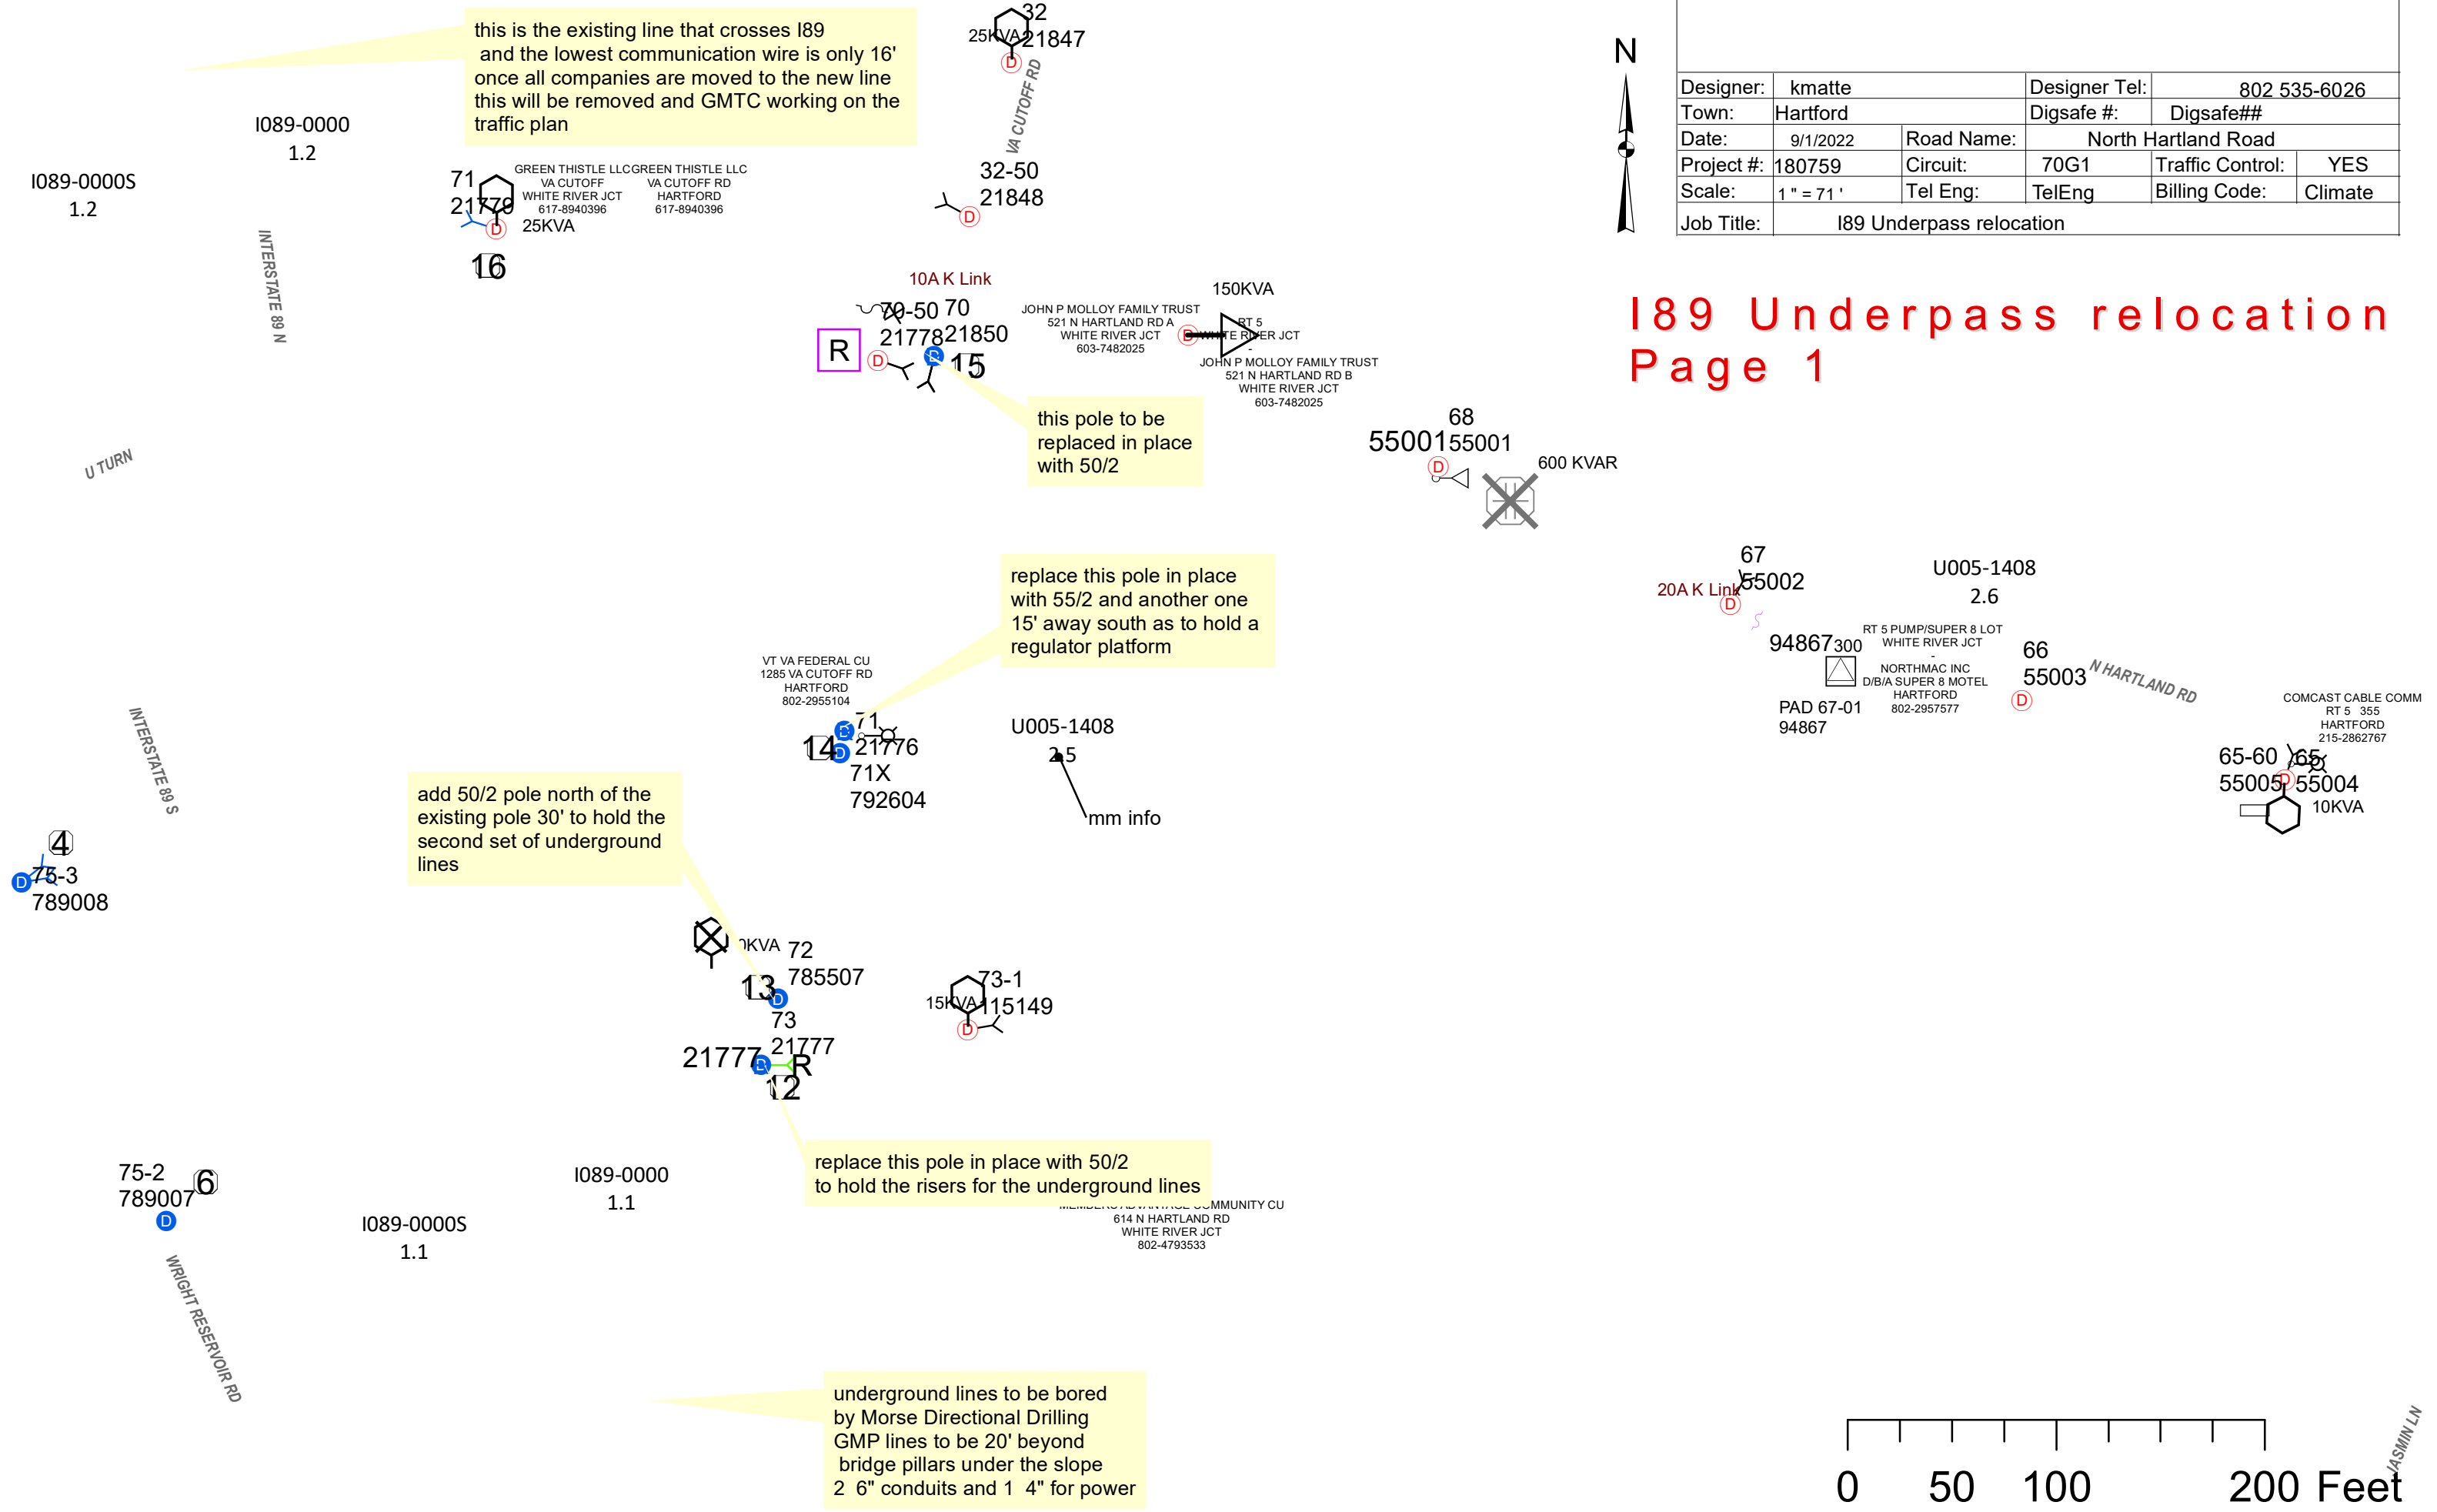 this is the existing line that crosses I89
and the lowest communication wire is only 16'
once all companies are moved to the new line
this will be removed and GMTC working on the
traffic plan
32
25KVA
21847
D
VA CUTOFF RD
N
Designer: kmatte Designer Tel: 802 535-6026
Town: Hartford Digsafe #: Digsafe##
Date: 9/1/2022 Road Name: North Hartland Road
Project #: 180759 Circuit: 70G1 Traffic Control: YES
Scale: 1 " = 71 ' Tel Eng: TelEng Billing Code: Climate
Job Title: I89 Underpass relocation
I89 Underpass relocation
Page 1
I089-0000
1.2
I089-0000S
1.2
INTERSTATE 89 N
71
21779
D
25KVA
16
GREEN THISTLE LLC
VA CUTOFF
WHITE RIVER JCT
617-8940396
GREEN THISTLE LLC
VA CUTOFF RD
HARTFORD
617-8940396
32-50
21848
D
10A K Link
70-50
21778
70
21850
R
D
D
15
JOHN P MOLLOY FAMILY TRUST
521 N HARTLAND RD A
WHITE RIVER JCT
603-7482025
150KVA
D
RT 5
WHITE RIVER JCT
-
JOHN P MOLLOY FAMILY TRUST
521 N HARTLAND RD B
WHITE RIVER JCT
603-7482025
this pole to be
replaced in place
with 50/2
68
55001
55001
D
600 KVAR
U TURN
replace this pole in place
with 55/2 and another one
15' away south as to hold a
regulator platform
67
55002
20A K Link
D
U005-1408
2.6
94867
300
PAD 67-01
94867
RT 5 PUMP/SUPER 8 LOT
WHITE RIVER JCT
-
NORTHMAC INC
D/B/A SUPER 8 MOTEL
HARTFORD
802-2957577
66
55003
D
N HARTLAND RD
COMCAST CABLE COMM
RT 5 355
HARTFORD
215-2862767
65-60
55005
65
55004
D
10KVA
VT VA FEDERAL CU
1285 VA CUTOFF RD
HARTFORD
802-2955104
D
71
21776
14
D
71X
792604
U005-1408
2.5
mm info
INTERSTATE 89 S
add 50/2 pole north of the
existing pole 30' to hold the
second set of underground
lines
4
D
75-3
789008
0KVA
72
785507
13
D
73
21777
21777
D
R
12
73-1
15KVA
115149
D
replace this pole in place with 50/2
to hold the risers for the underground lines
COMMUNITY CU
614 N HARTLAND RD
WHITE RIVER JCT
802-4793533
75-2
789007
6
D
I089-0000
1.1
I089-0000S
1.1
WRIGHT RESERVOIR RD
underground lines to be bored
by Morse Directional Drilling
GMP lines to be 20' beyond
bridge pillars under the slope
2 6" conduits and 1 4" for power
JASMIN LN
0 50 100 200 Feet